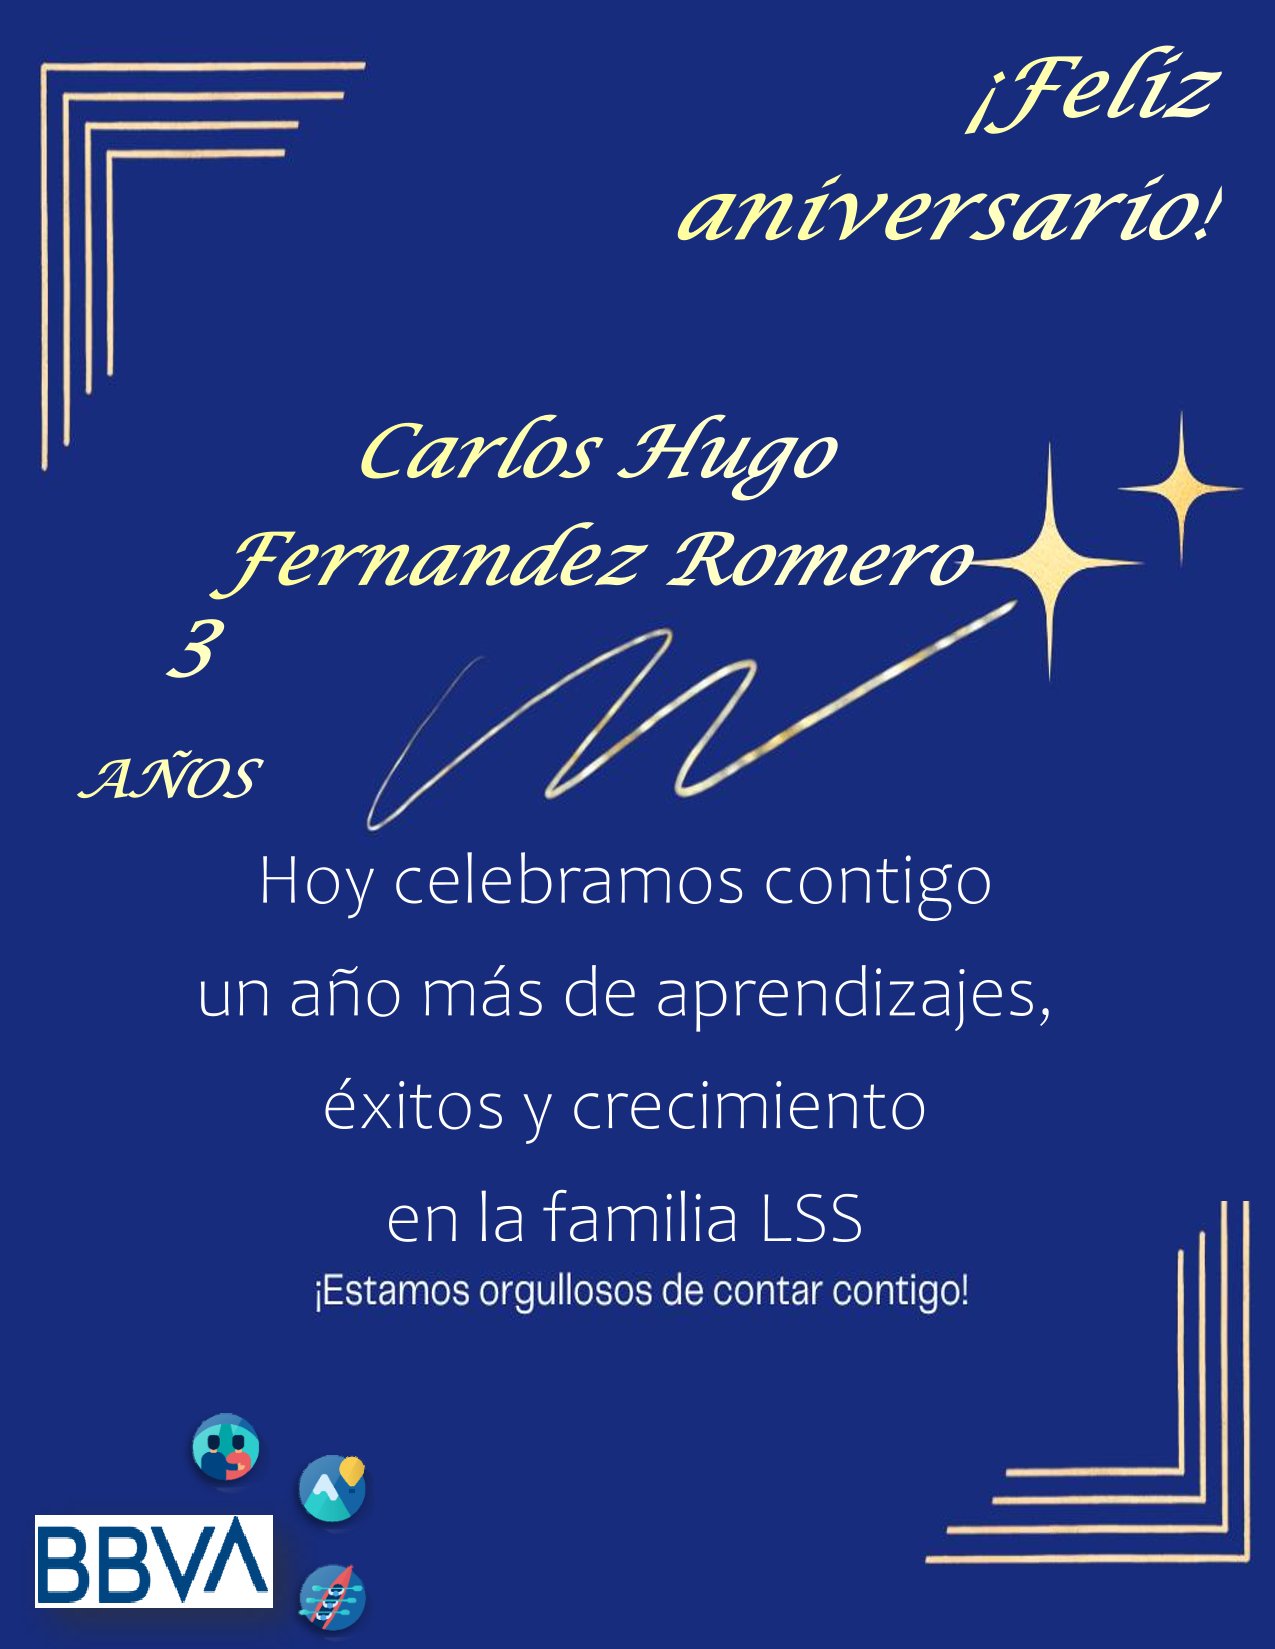 ¡Feliz
aniversario!
Carlos Hugo
Fernandez Romero
3
AÑOS
Hoy celebramos contigo
un año más de aprendizajes,
éxitos y crecimiento
en la familia LSS
¡Estamos orgullosos de contar contigo!
BBVA